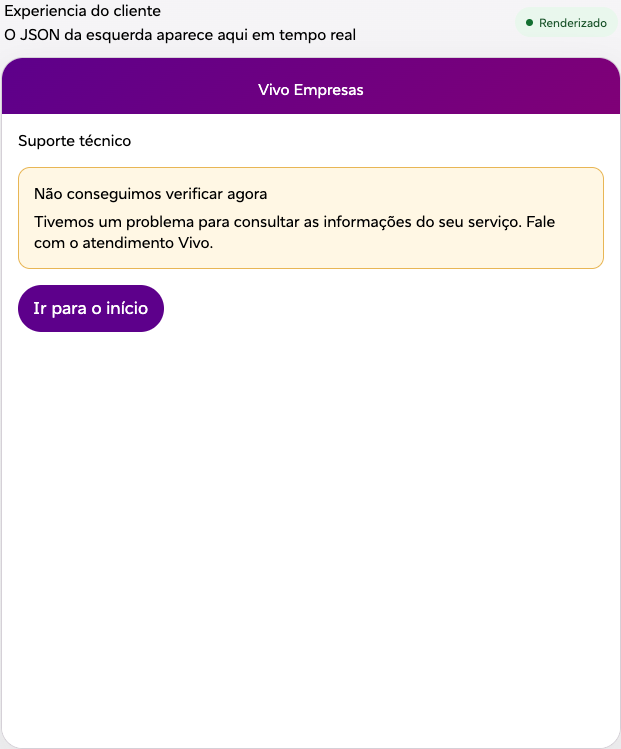 Experiencia do cliente
O JSON da esquerda aparece aqui em tempo real
Renderizado
Vivo Empresas
Suporte técnico
Não conseguimos verificar agora
Tivemos um problema para consultar as informações do seu serviço. Fale
com o atendimento Vivo.
Ir para o início